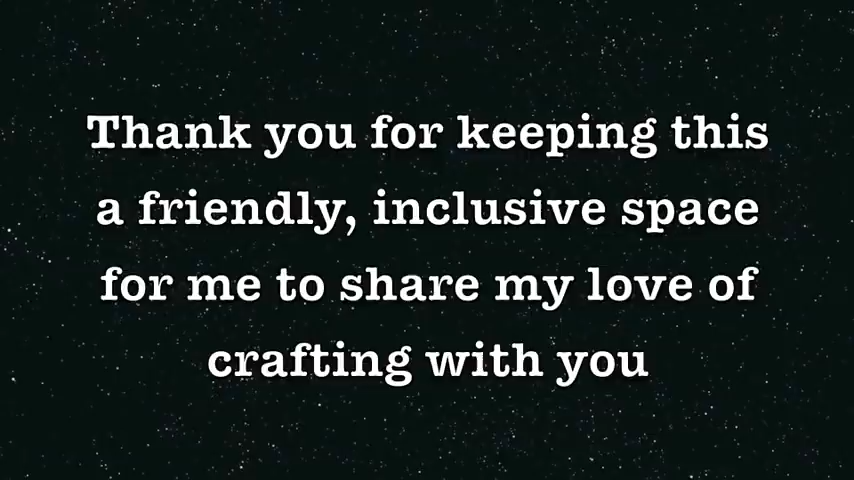 Thank you for keeping this
a friendly, inclusive space
for me to share my love of
crafting with you